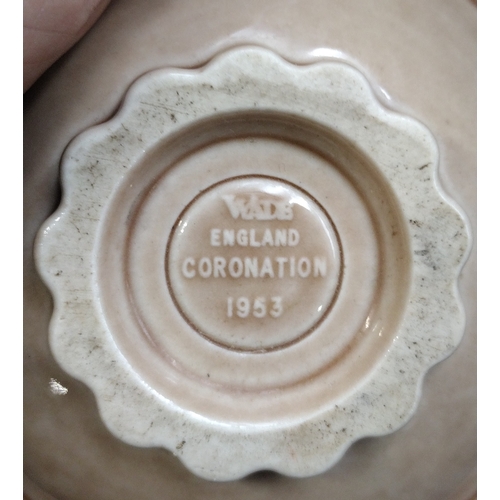 WADE
ENGLAND
CORONATION
1953